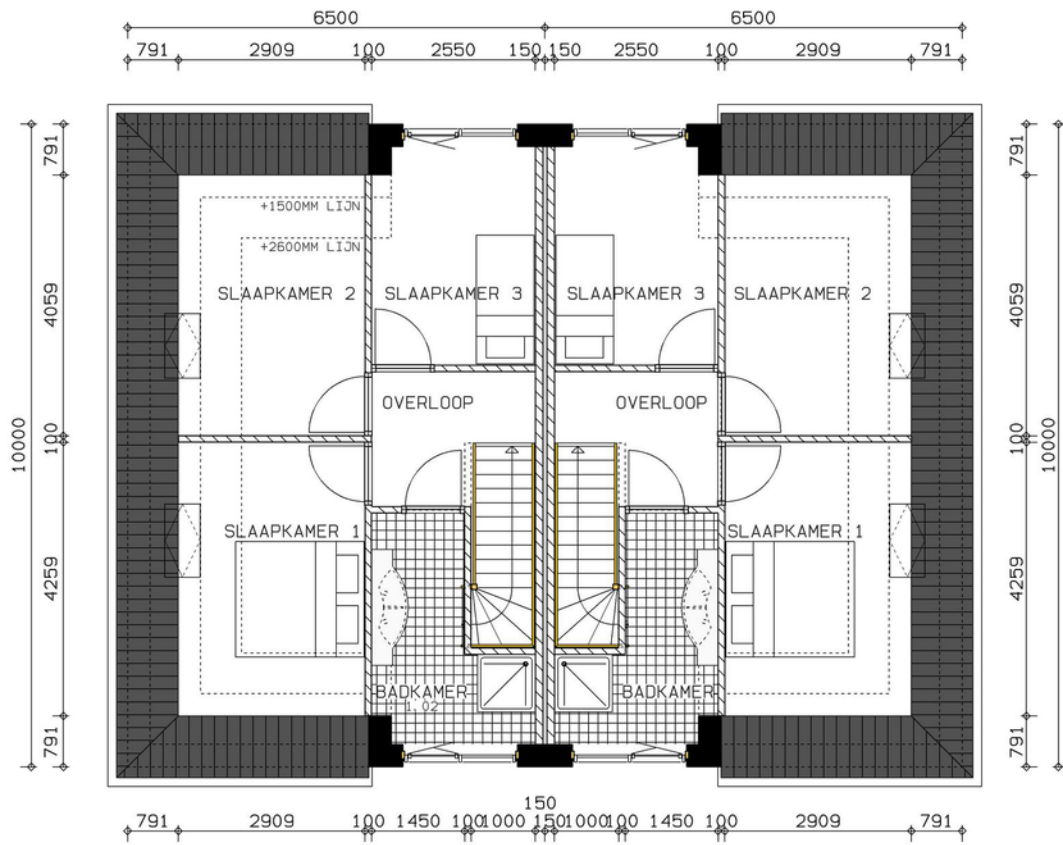 6500 6500
791 2909 100 2550 150 150 2550 100 2909 791
791 791
+1500MM LIJN
+2600MM LIJN
4059 SLAAPKAMER 2 SLAAPKAMER 3 SLAAPKAMER 3 SLAAPKAMER 2 4059
OVERLOOP OVERLOOP
10000 100 100 10000
SLAAPKAMER 1 SLAAPKAMER 1
4259 4259
BADKAMER BADKAMER
1.02
791 791
150
791 2909 100 1450 100 1000 150 1000 100 1450 100 2909 791